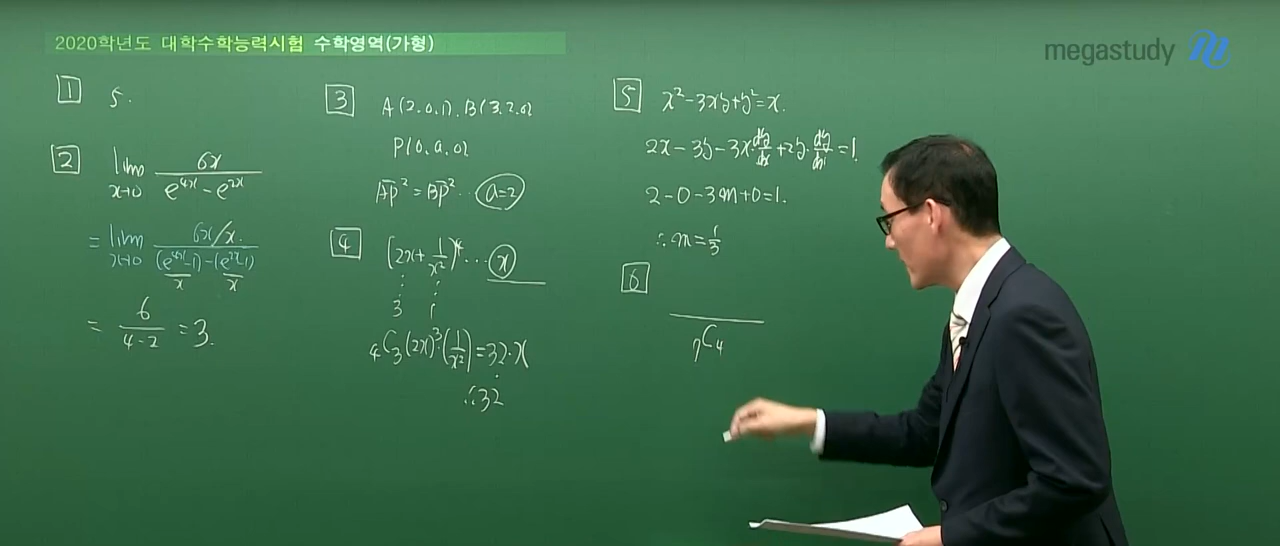 2020학년도 대학수학능력시험 수학영역(가형)
megastudy
1 5.
2 lim x→0 6x / (e^4x - e^2x)
= lim x→0 (6x/x) / ((e^4x-1)/x - (e^2x-1)/x)
= 6/(4-2) = 3.
3 A(2.0.1). B(3.2.0)
P(0.a.0)
A̅P̅² = B̅P̅² ... a=2
4 (2x + 1/x²)⁴ ... x
3 1
₄C₃(2x)³(1/x²) = 32·x
∴32
5 x²-3xy+y²=x.
2x-3y-3x dy/dx +2y· dy/dx =1.
2-0-3m+0=1.
∴m=1/3
6
₇C₄